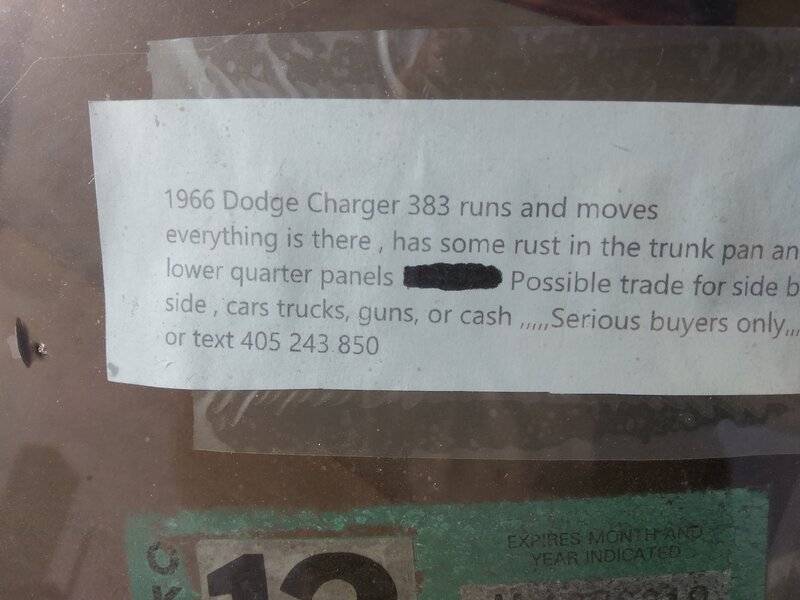 1966 Dodge Charger 383 runs and moves
everything is there , has some rust in the trunk pan an
lower quarter panels Possible trade for side b
side , cars trucks, guns, or cash ,,,,,Serious buyers only,,,
or text 405 243 850
OK
12
EXPIRES MONTH AND
YEAR INDICATED